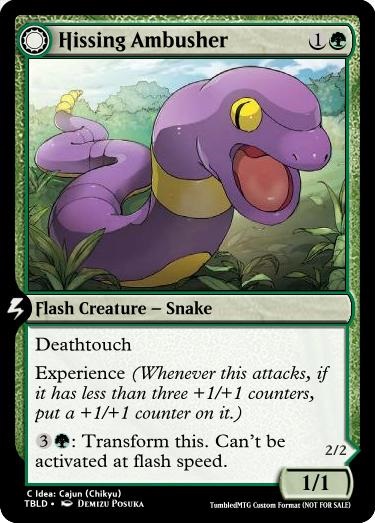 Hissing Ambusher 1
Flash Creature – Snake
Deathtouch
Experience (Whenever this attacks, if
it has less than three +1/+1 counters,
put a +1/+1 counter on it.)
3 : Transform this. Can't be
activated at flash speed.
2/2
1/1
C Idea: Cajun (Chikyu)
TBLD • Demizu Posuka
TumbledMTG Custom Format (NOT FOR SALE)